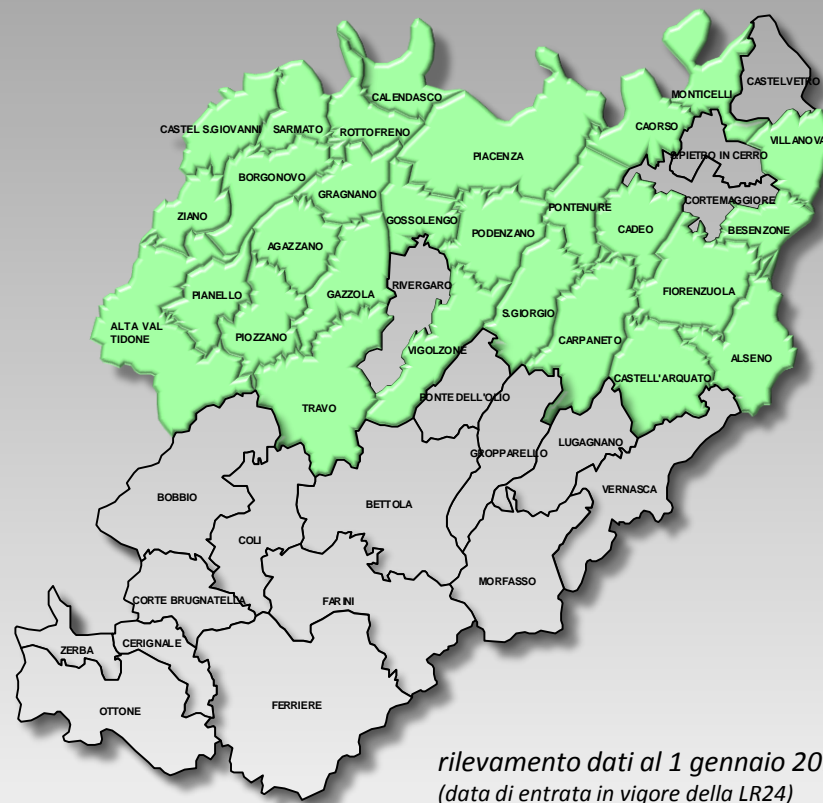 CASTELVETRO
MONTICELLI
CALENDASCO
CASTEL S.GIOVANNI
SARMATO
ROTTOFRENO
CAORSO
VILLANOVA
PIACENZA
S.PIETRO IN CERRO
BORGONOVO
GRAGNANO
CORTEMAGGIORE
ZIANO
GOSSOLENGO
PODENZANO
PONTENURE
CADEO
BESENZONE
AGAZZANO
RIVERGARO
FIORENZUOLA
PIANELLO
GAZZOLA
S.GIORGIO
ALTA VAL
TIDONE
PIOZZANO
VIGOLZONE
CARPANETO
ALSENO
CASTELL'ARQUATO
PONTE DELL'OLIO
TRAVO
LUGAGNANO
GROPPARELLO
BOBBIO
BETTOLA
VERNASCA
COLI
MORFASSO
CORTE BRUGNATELLA
FARINI
CERIGNALE
ZERBA
OTTONE
FERRIERE
rilevamento dati al 1 gennaio 20
(data di entrata in vigore della LR24)